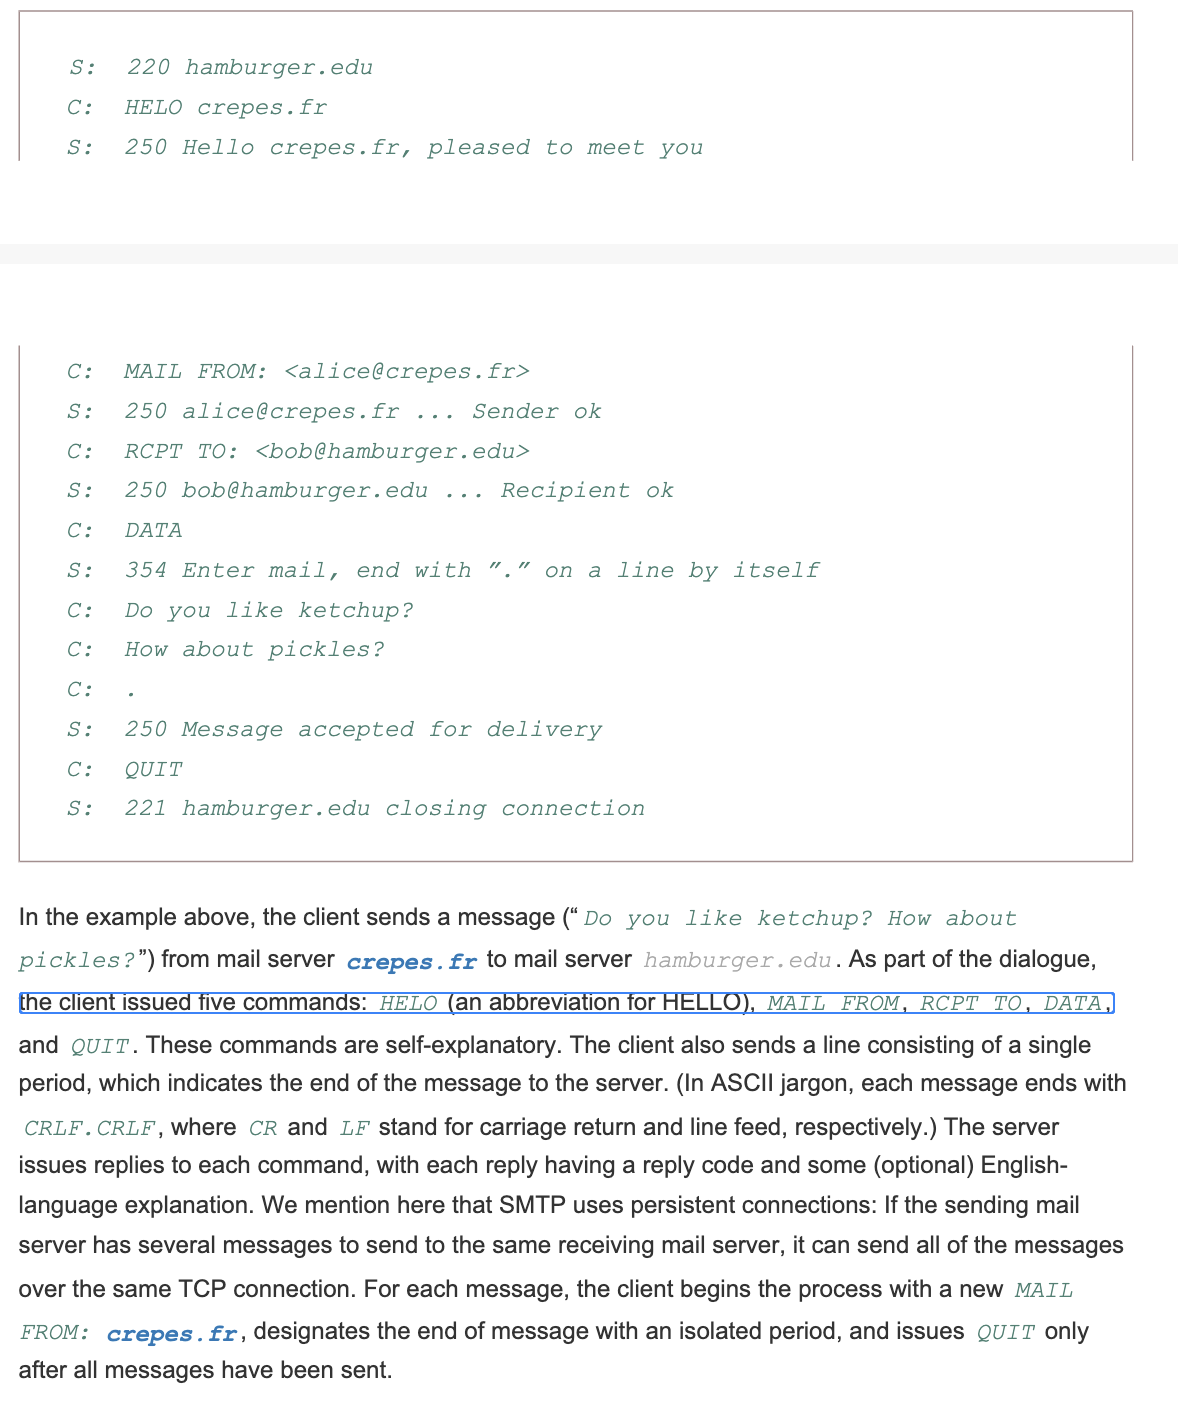 S: 220 hamburger.edu
C: HELO crepes.fr
S: 250 Hello crepes.fr, pleased to meet you
C: MAIL FROM: <alice@crepes.fr>
S: 250 alice@crepes.fr ... Sender ok
C: RCPT TO: <bob@hamburger.edu>
S: 250 bob@hamburger.edu ... Recipient ok
C: DATA
S: 354 Enter mail, end with ”.” on a line by itself
C: Do you like ketchup?
C: How about pickles?
C: .
S: 250 Message accepted for delivery
C: QUIT
S: 221 hamburger.edu closing connection
In the example above, the client sends a message (“ Do you like ketchup? How about
pickles?”) from mail server crepes.fr to mail server hamburger.edu. As part of the dialogue,
the client issued five commands: HELO (an abbreviation for HELLO), MAIL FROM, RCPT TO, DATA,
and QUIT. These commands are self-explanatory. The client also sends a line consisting of a single
period, which indicates the end of the message to the server. (In ASCII jargon, each message ends with
CRLF.CRLF, where CR and LF stand for carriage return and line feed, respectively.) The server
issues replies to each command, with each reply having a reply code and some (optional) English-
language explanation. We mention here that SMTP uses persistent connections: If the sending mail
server has several messages to send to the same receiving mail server, it can send all of the messages
over the same TCP connection. For each message, the client begins the process with a new MAIL
FROM: crepes.fr, designates the end of message with an isolated period, and issues QUIT only
after all messages have been sent.